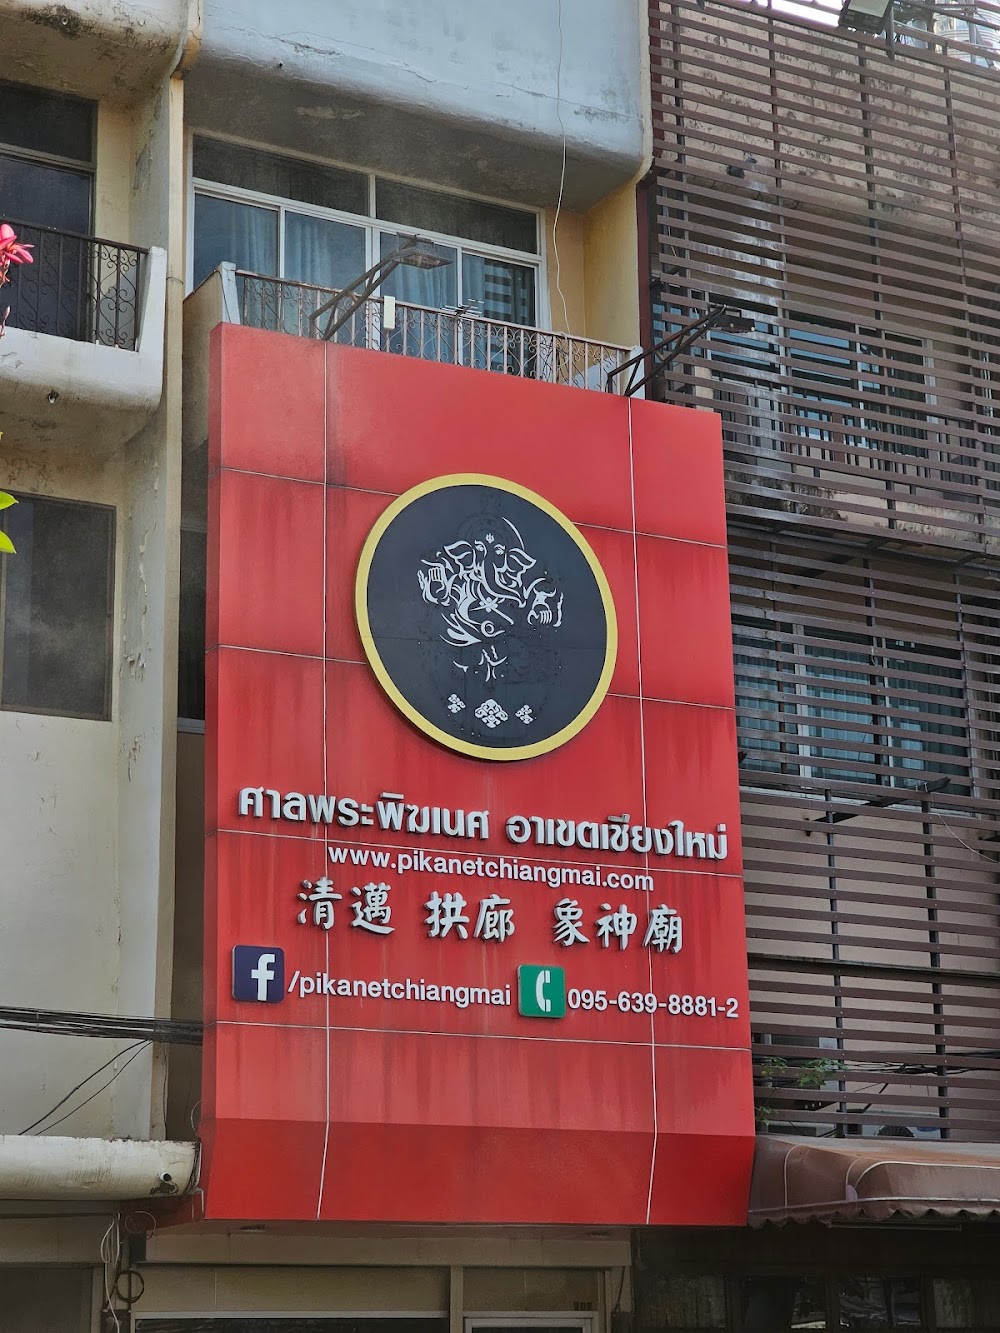 ศาลพระพิฆเนศ อาเขตเชียงใหม่
www.pikanetchiangmai.com
清邁 拱廊 象神廟
f /pikanetchiangmai 095-639-8881-2